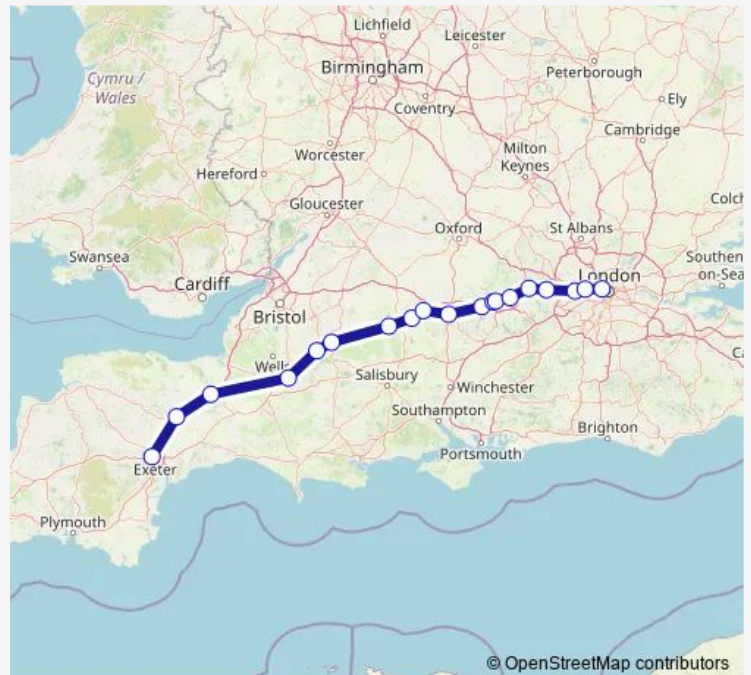 Lichfield
Leicester
Birmingham
Peterborough
Cymru /
Wales
Coventry
Ely
Cambridge
Worcester
Milton
Keynes
Hereford
Gloucester
Colch
Oxford
St Albans
Swansea
Southen
on-Sea
London
Cardiff
Bristol
Wells
Salisbury
Winchester
Southampton
Brighton
Portsmouth
Exeter
Plymouth
© OpenStreetMap contributors